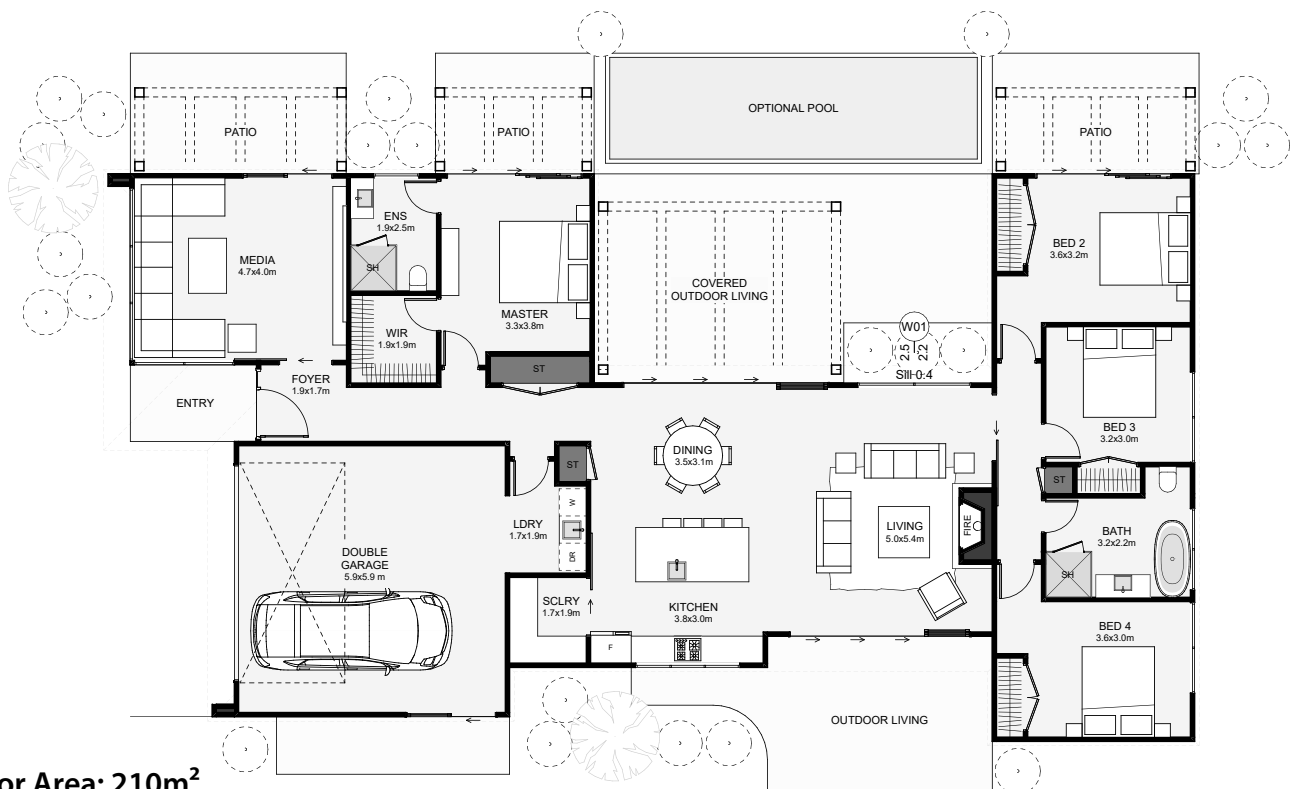 OPTIONAL POOL
PATIO
PATIO
PATIO
ENS
1.9x2.5m
SH
MEDIA
4.7x4.0m
MASTER
3.3x3.8m
WIR
1.9x1.9m
ST
COVERED
OUTDOOR LIVING
W01
2.5
2.2
Sill 0.4
BED 2
3.6x3.2m
FOYER
1.9x1.7m
ENTRY
BED 3
3.2x3.0m
DINING
3.5x3.1m
ST
ST
W
LDRY
1.7x1.9m
DR
LIVING
5.0x5.4m
FIRE
BATH
3.2x2.2m
SH
DOUBLE
GARAGE
5.9x5.9 m
SCLRY
1.7x1.9m
KITCHEN
3.8x3.0m
F
BED 4
3.6x3.0m
OUTDOOR LIVING
or Area: 210m²